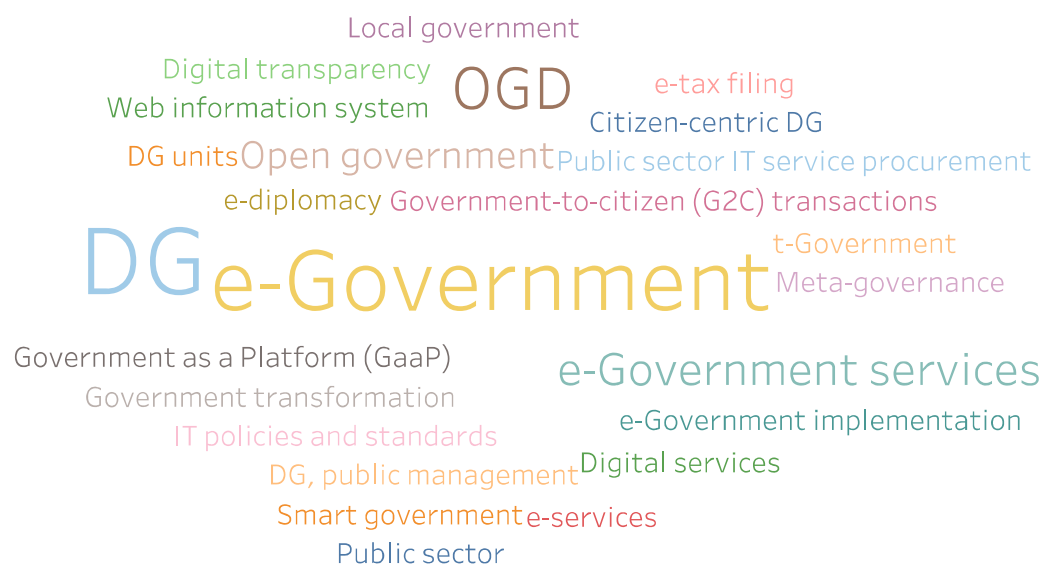 Local government
Digital transparency
OGD
e-tax filing
Web information system
Citizen-centric DG
DG units
Open government
Public sector IT service procurement
e-diplomacy
Government-to-citizen (G2C) transactions
DG
e-Government
t-Government
Meta-governance
Government as a Platform (GaaP)
e-Government services
Government transformation
e-Government implementation
IT policies and standards
DG, public management
Digital services
Smart government
e-services
Public sector